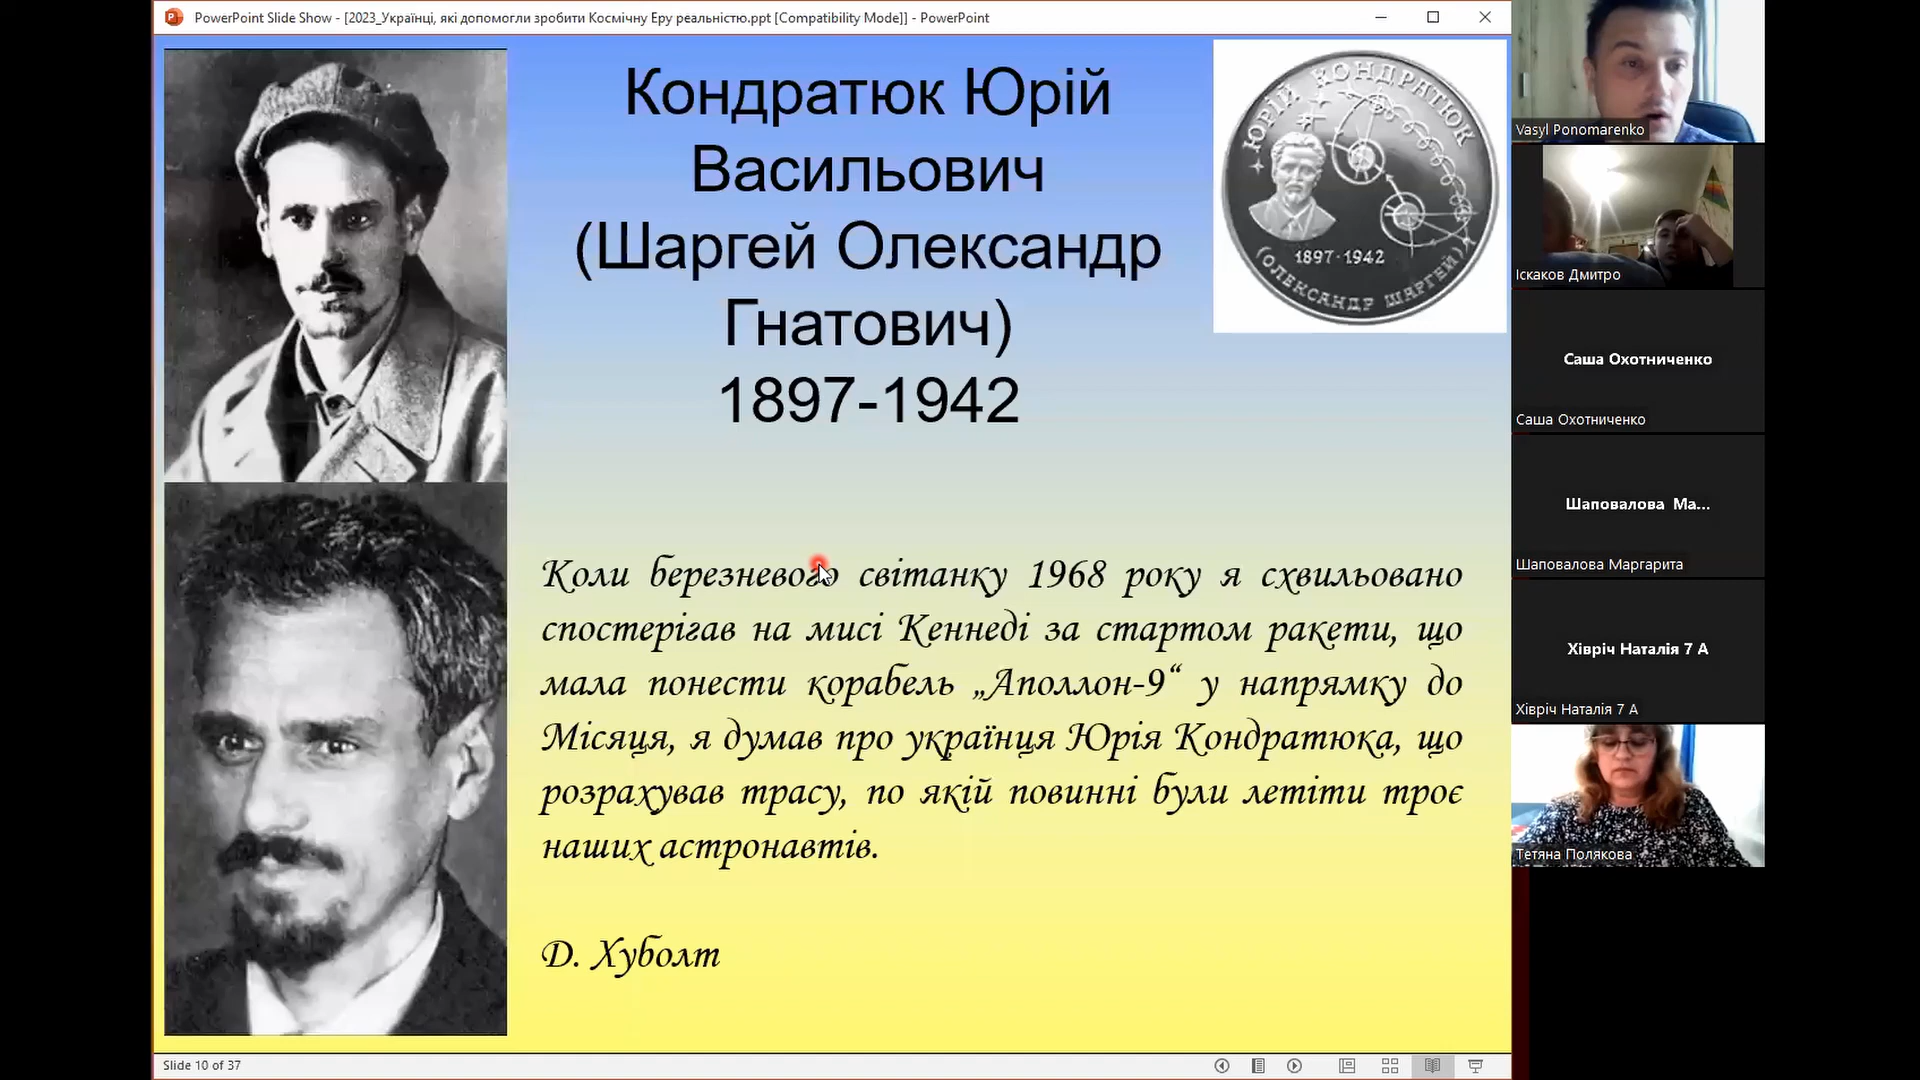 PowerPoint Slide Show - [2023_Українці, які допомогли зробити Космічну Еру реальністю.ppt [Compatibility Mode]] - PowerPoint
Кондратюк Юрій
Васильович
(Шаргей Олександр
Гнатович)
1897-1942
ЮРІЙ КОНДРАТЮК
1897·1942
(ОЛЕКСАНДР ШАРГЕЙ)
Коли березневого світанку 1968 року я схвильовано
спостерігав на мисі Кеннеді за стартом ракети, що
мала понести корабель „Аполлон-9“ у напрямку до
Місяця, я думав про українця Юрія Кондратюка, що
розрахував трасу, по якій повинні були летіти троє
наших астронавтів.
Д. Хуболт
Slide 10 of 37
Vasyl Ponomarenko
Іскаков Дмитро
Саша Охотниченко
Саша Охотниченко
Шаповалова Ма...
Шаповалова Маргарита
Хівріч Наталія 7 А
Хівріч Наталія 7 А
Тетяна Полякова